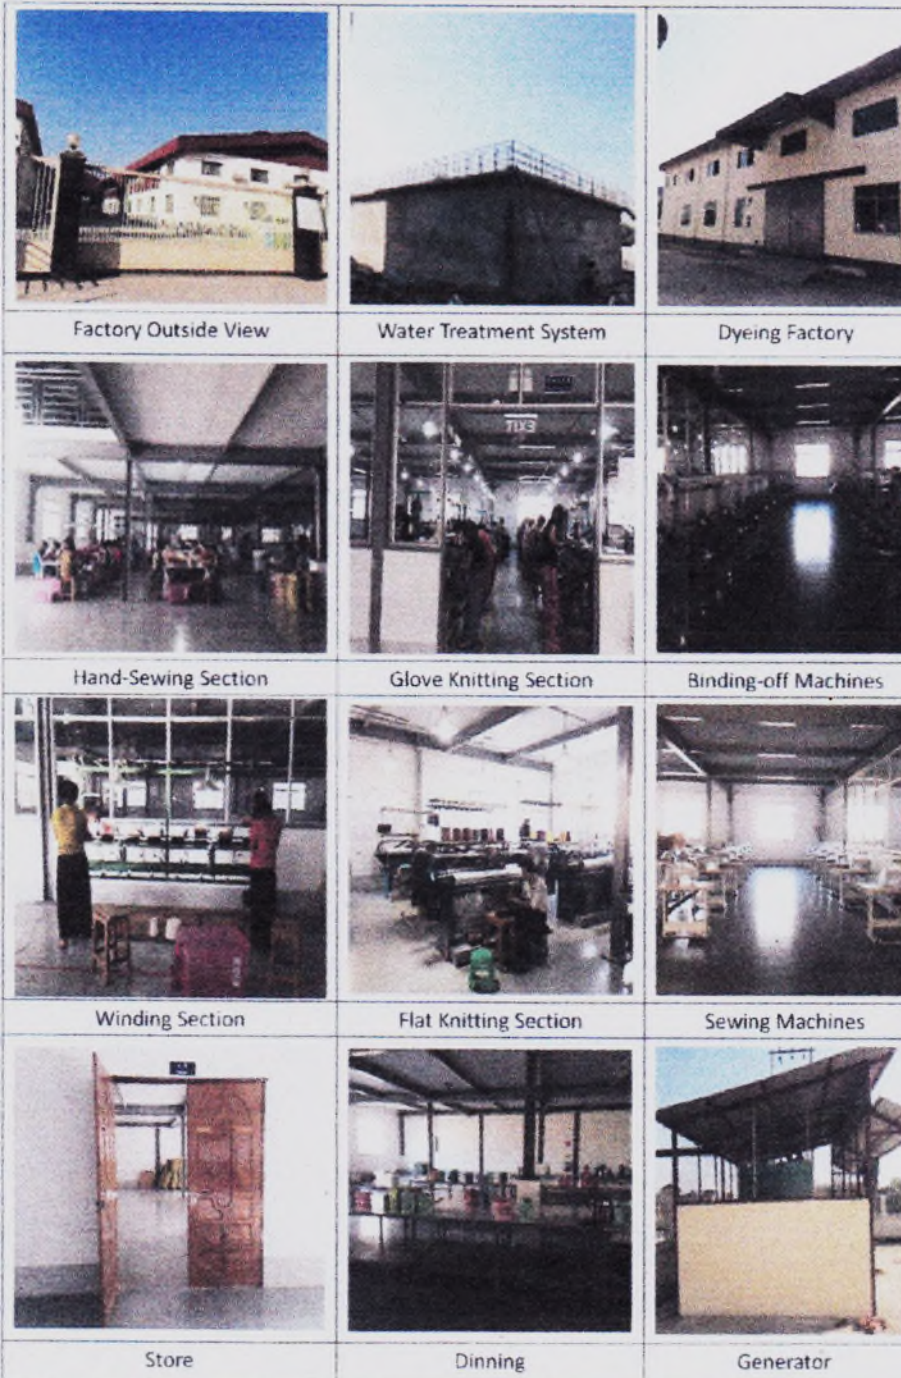 Factory Outside View
Water Treatment System
Dyeing Factory
EXIT
Hand-Sewing Section
Glove Knitting Section
Binding-off Machines
Winding Section
Flat Knitting Section
Sewing Machines
Store
Dinning
Generator